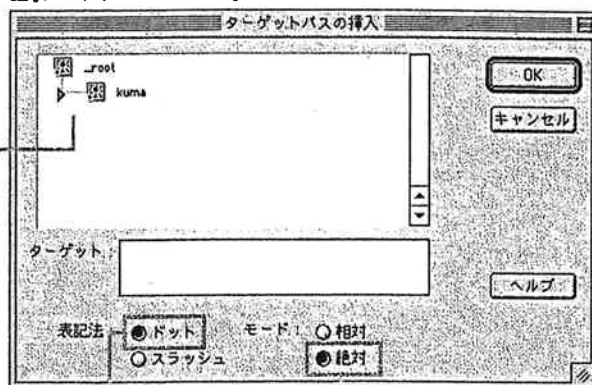 ターゲットパスの挿入
_root
kuma
OK
キャンセル
ターゲット：
ヘルプ
表記法
ドット
スラッシュ
モード：
相対
絶対